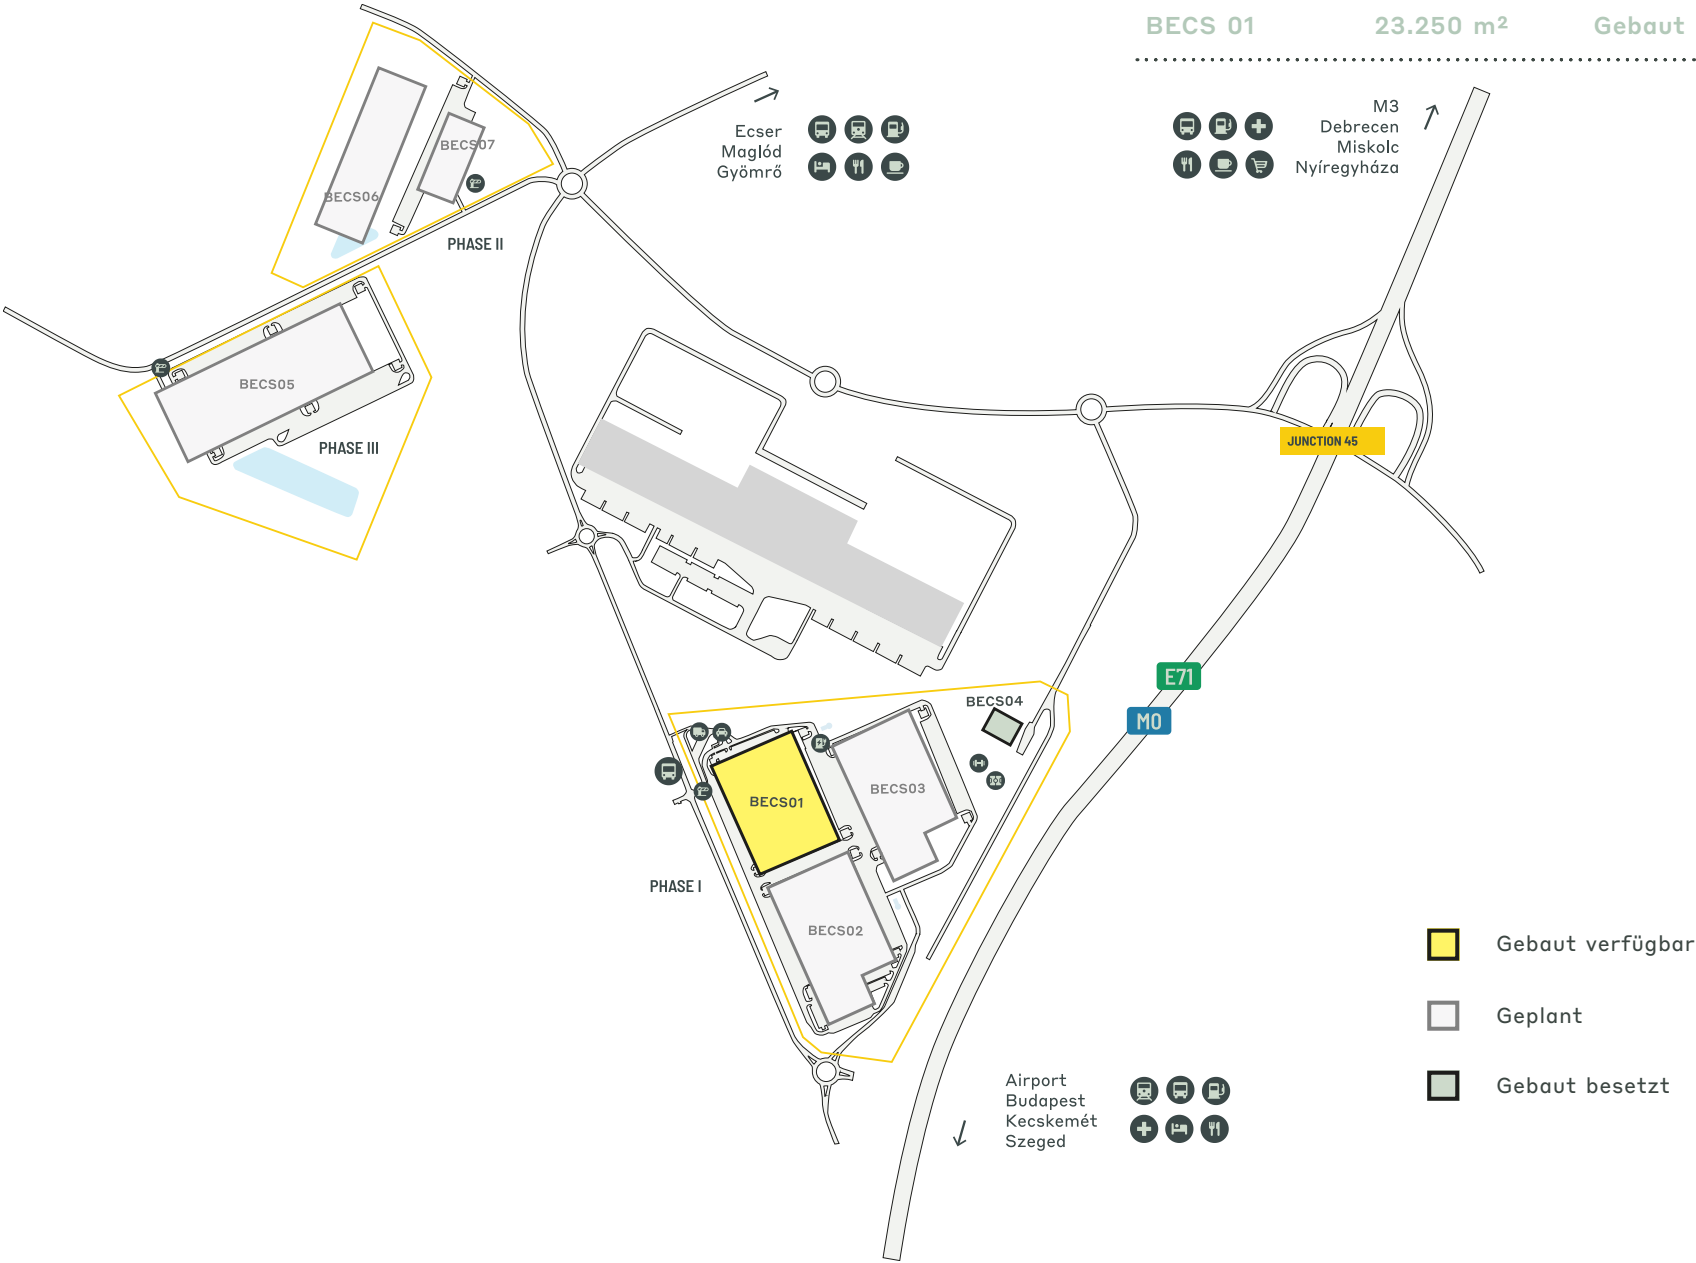 BECS 01 23.250 m² Gebaut
Ecser
Maglód
Gyömrő
M3
Debrecen
Miskolc
Nyíregyháza
BECS07
BECS06
PHASE II
BECS05
PHASE III
JUNCTION 45
E71
M0
BECS04
BECS03
BECS01
PHASE I
BECS02
Gebaut verfügbar
Geplant
Gebaut besetzt
Airport
Budapest
Kecskemét
Szeged